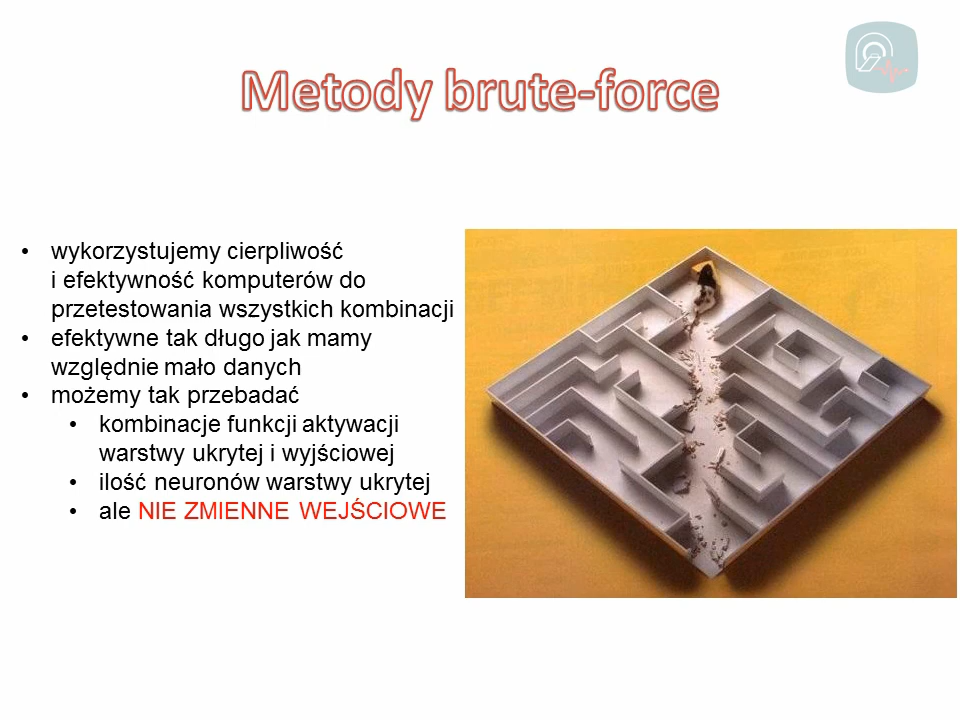 Metody brute-force
• wykorzystujemy cierpliwość
i efektywność komputerów do
przetestowania wszystkich kombinacji
• efektywne tak długo jak mamy
względnie mało danych
• możemy tak przebadać
• kombinacje funkcji aktywacji
warstwy ukrytej i wyjściowej
• ilość neuronów warstwy ukrytej
• ale NIE ZMIENNE WEJŚCIOWE